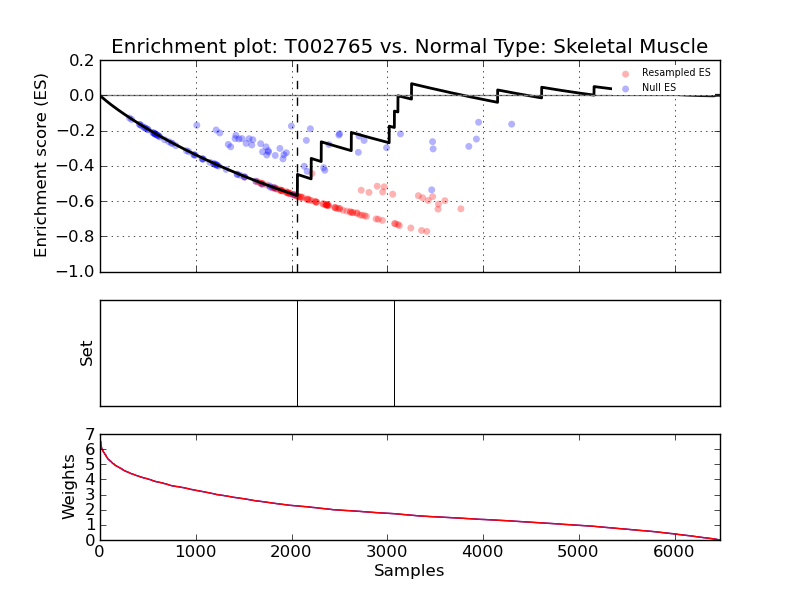 Enrichment plot: T002765 vs. Normal Type: Skeletal Muscle
Enrichment score (ES)
0.2
0.0
−0.2
−0.4
−0.6
−0.8
−1.0
Resampled ES
Null ES
Set
Weights
7
6
5
4
3
2
1
0
0 1000 2000 3000 4000 5000 6000
Samples